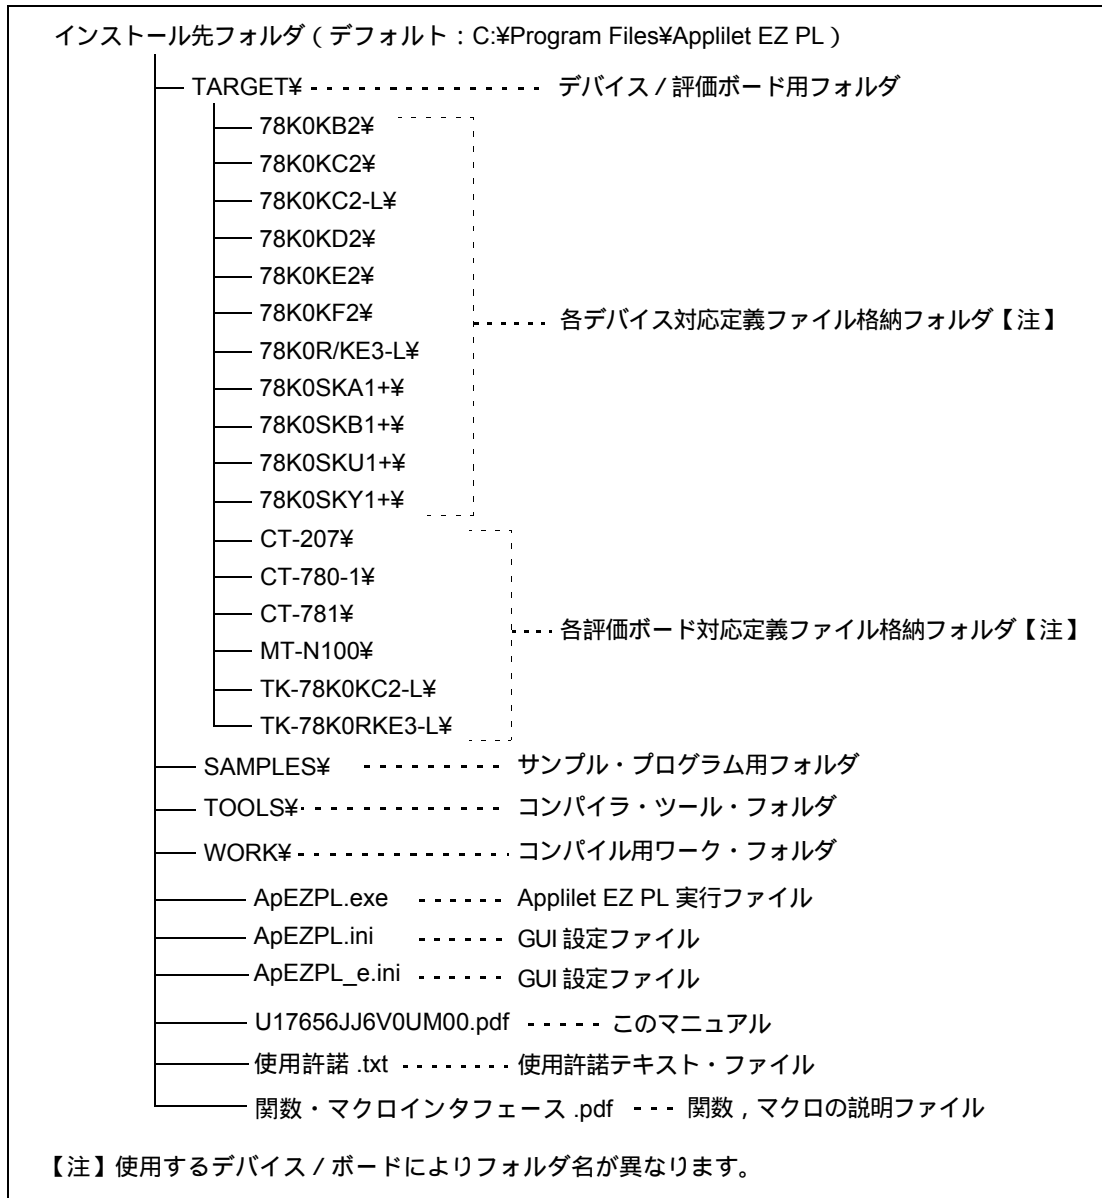 インストール先フォルダ ( デフォルト : C:¥Program Files¥Applilet EZ PL )
TARGET¥ デバイス / 評価ボード用フォルダ
78K0KB2¥
78K0KC2¥
78K0KC2-L¥
78K0KD2¥
78K0KE2¥
78K0KF2¥
各デバイス対応定義ファイル格納フォルダ【注】
78K0R/KE3-L¥
78K0SKA1+¥
78K0SKB1+¥
78K0SKU1+¥
78K0SKY1+¥
CT-207¥
CT-780-1¥
CT-781¥
各評価ボード対応定義ファイル格納フォルダ【注】
MT-N100¥
TK-78K0KC2-L¥
TK-78K0RKE3-L¥
SAMPLES¥ サンプル・プログラム用フォルダ
TOOLS¥ コンパイラ・ツール・フォルダ
WORK¥ コンパイル用ワーク・フォルダ
ApEZPL.exe Applilet EZ PL 実行ファイル
ApEZPL.ini GUI 設定ファイル
ApEZPL_e.ini GUI 設定ファイル
U17656JJ6V0UM00.pdf このマニュアル
使用許諾 .txt 使用許諾テキスト・ファイル
関数・マクロインタフェース .pdf 関数 , マクロの説明ファイル
【注】使用するデバイス / ボードによりフォルダ名が異なります。